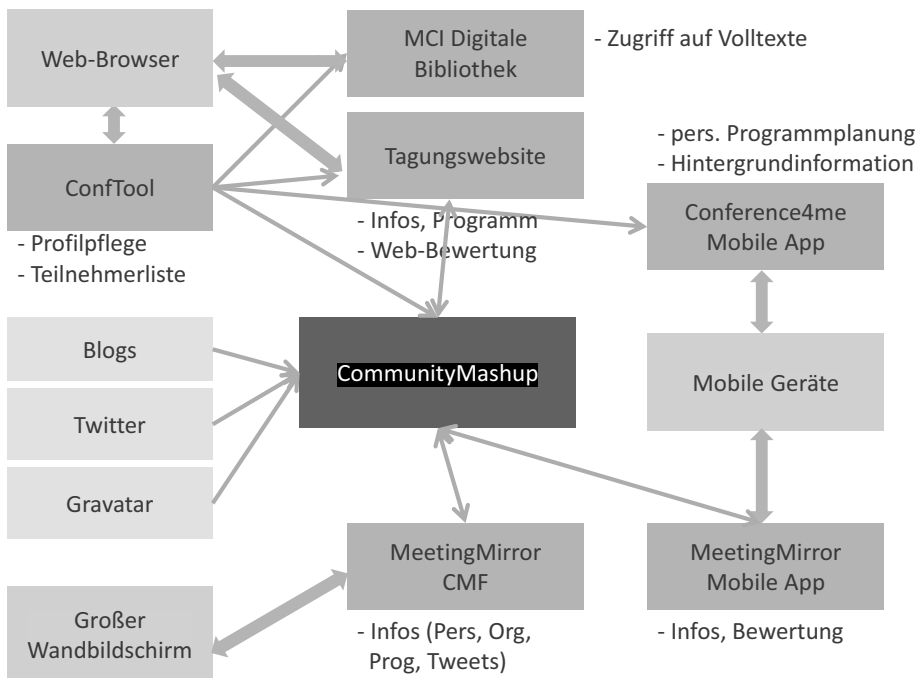 Web-Browser
MCI Digitale
Bibliothek
- Zugriff auf Volltexte
ConfTool
- Profilpflege
- Teilnehmerliste
Tagungswebsite
- Infos, Programm
- Web-Bewertung
- pers. Programmplanung
- Hintergrundinformation
Conference4me
Mobile App
Blogs
Twitter
Gravatar
CommunityMashup
Mobile Geräte
Großer
Wandbildschirm
MeetingMirror
CMF
- Infos (Pers, Org,
Prog, Tweets)
MeetingMirror
Mobile App
- Infos, Bewertung